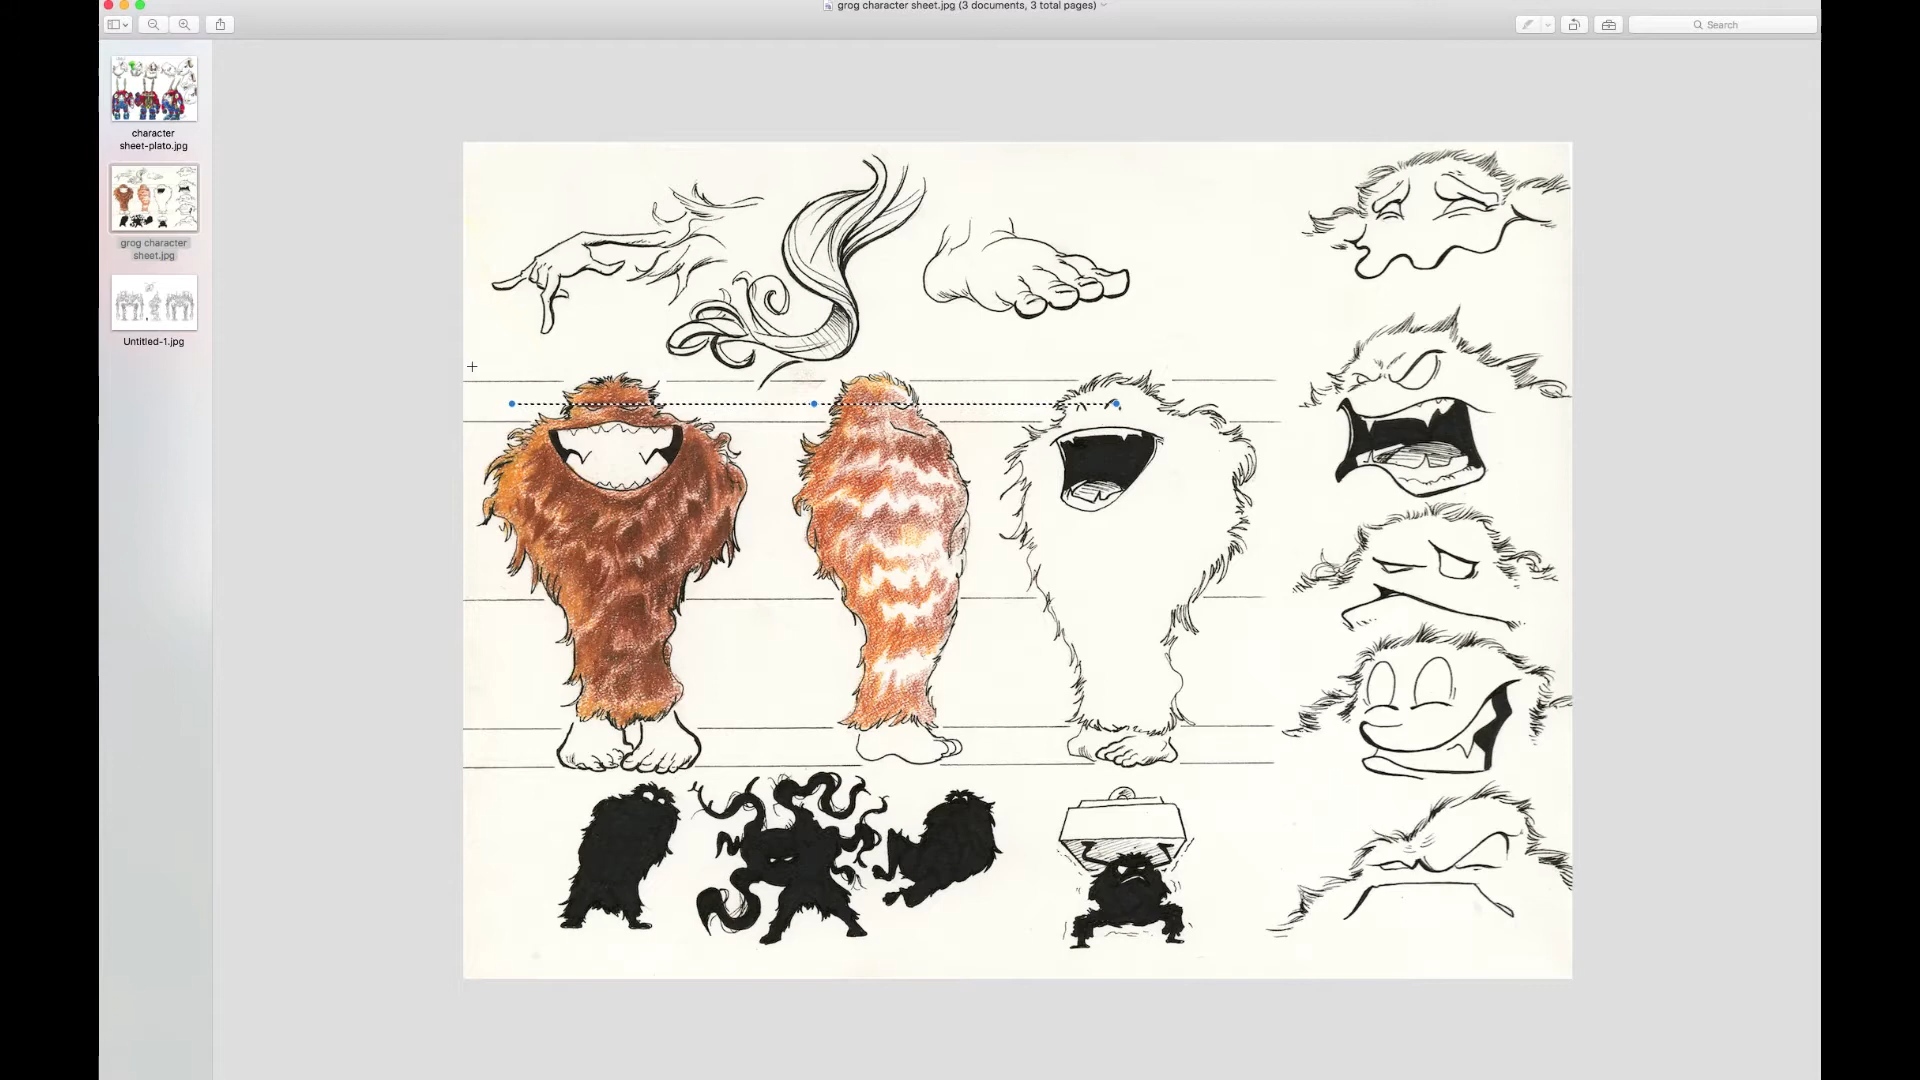 grog character sheet.jpg (3 documents, 3 total pages)
Search
character
sheet-plato.jpg
grog character
sheet.jpg
Untitled-1.jpg